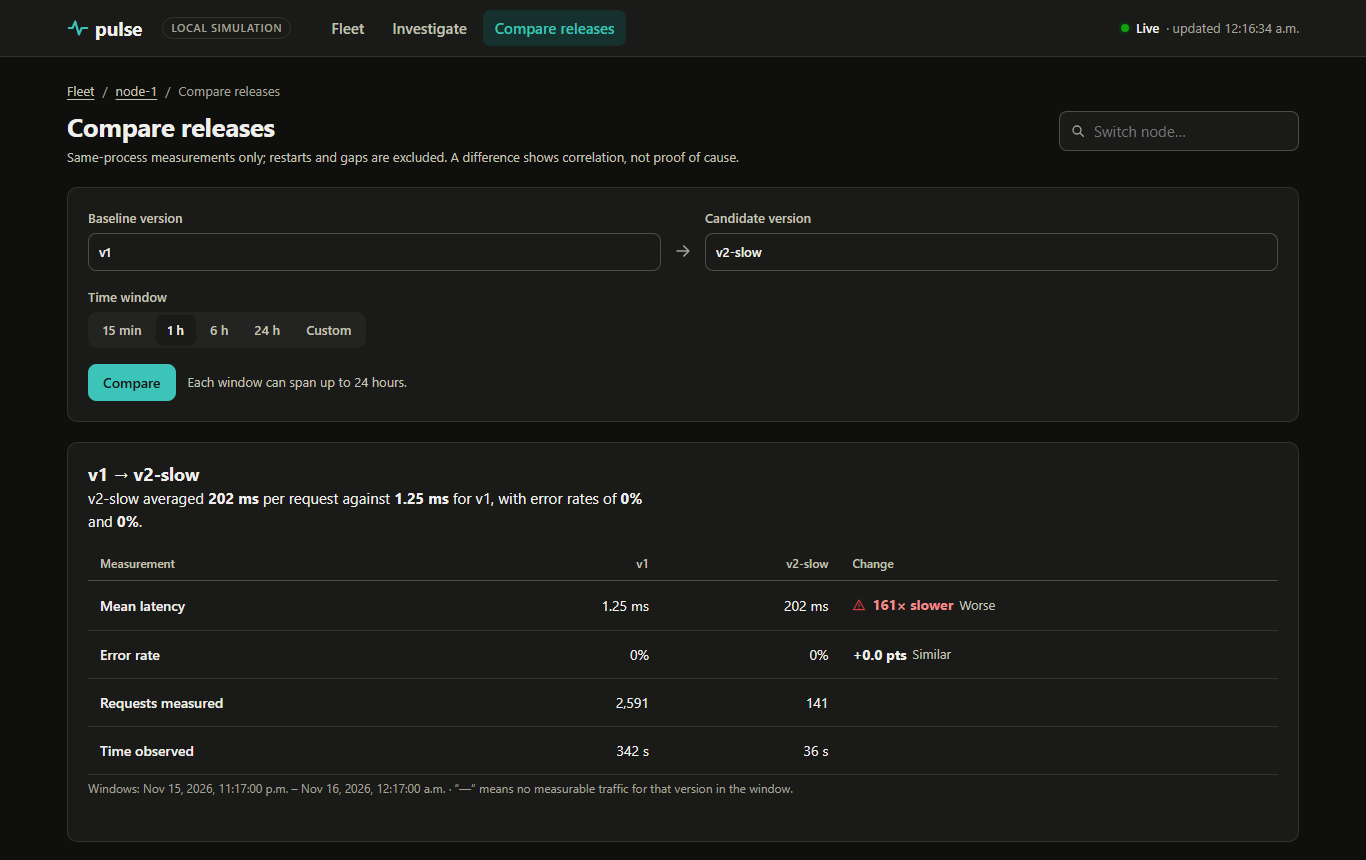 pulse LOCAL SIMULATION Fleet Investigate Compare releases Live · updated 12:16:34 a.m.
Fleet / node-1 / Compare releases
Compare releases
Switch node...
Same-process measurements only; restarts and gaps are excluded. A difference shows correlation, not proof of cause.
Baseline version Candidate version
v1 → v2-slow
Time window
15 min 1 h 6 h 24 h Custom
Compare Each window can span up to 24 hours.
v1 → v2-slow
v2-slow averaged 202 ms per request against 1.25 ms for v1, with error rates of 0%
and 0%.
Measurement v1 v2-slow Change
Mean latency 1.25 ms 202 ms 161× slower Worse
Error rate 0% 0% +0.0 pts Similar
Requests measured 2,591 141
Time observed 342 s 36 s
Windows: Nov 15, 2026, 11:17:00 p.m. – Nov 16, 2026, 12:17:00 a.m. · “—” means no measurable traffic for that version in the window.